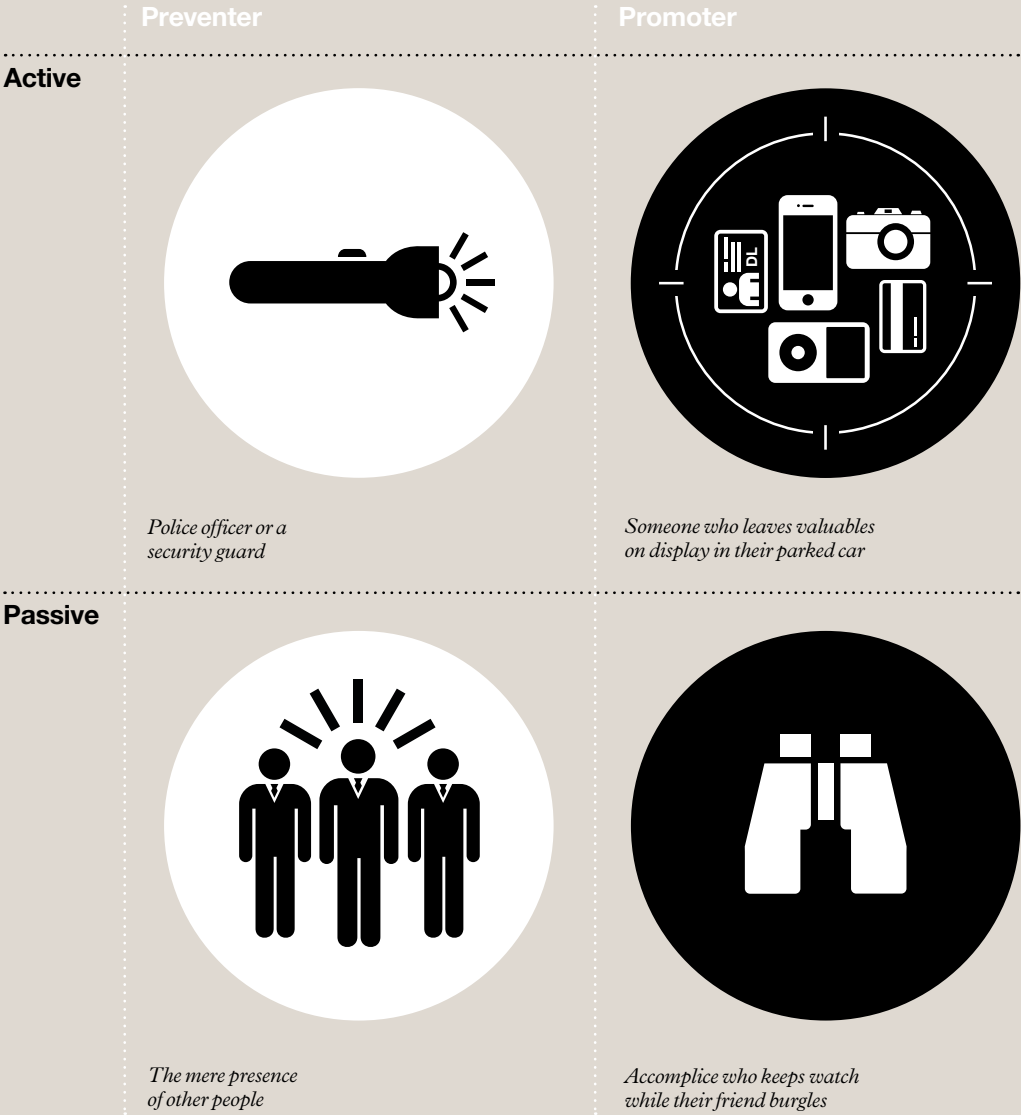 Preventer
Promoter
Active
DL
Police officer or a
security guard
Someone who leaves valuables
on display in their parked car
Passive
The mere presence
of other people
Accomplice who keeps watch
while their friend burgles